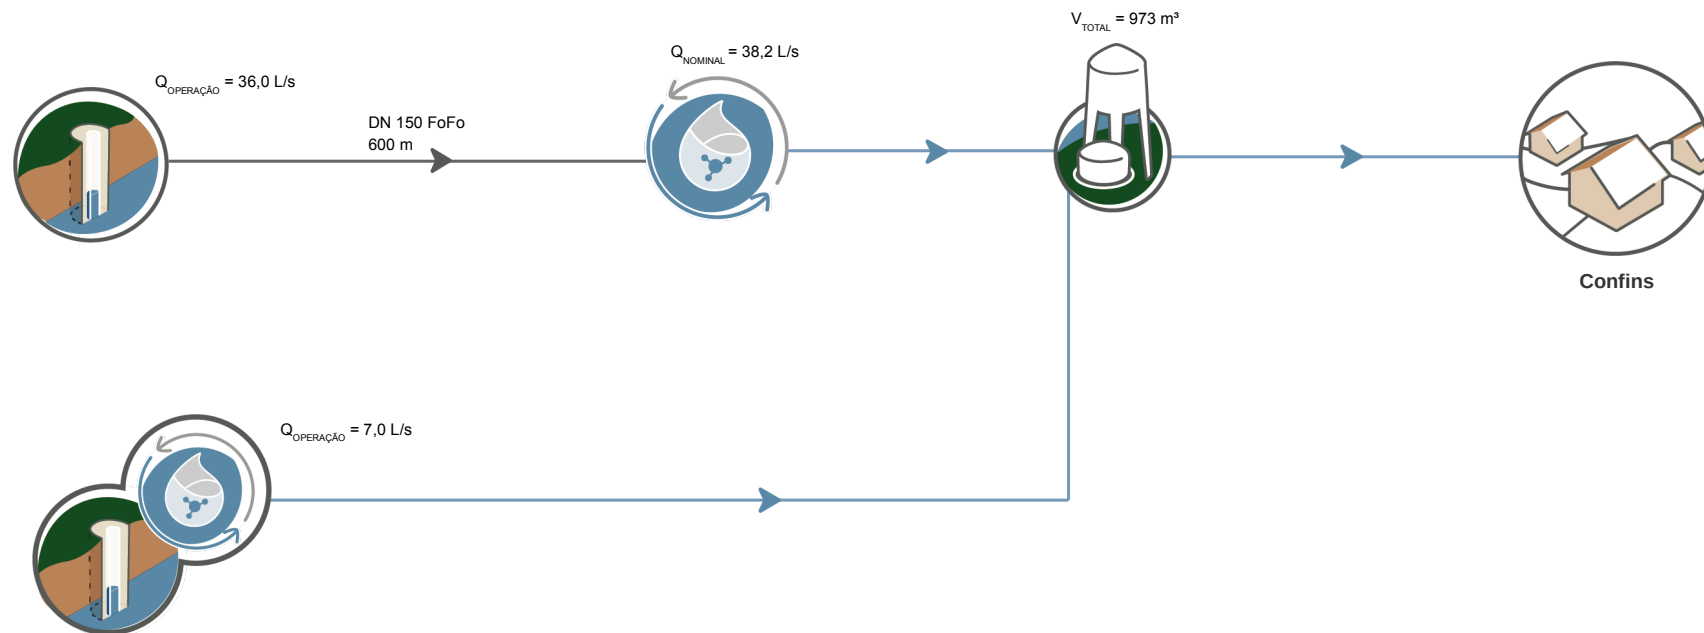 V TOTAL = 973 m³
Q NOMINAL = 38,2 L/s
Q OPERAÇÃO = 36,0 L/s
DN 150 FoFo
600 m
Confins
Q OPERAÇÃO = 7,0 L/s